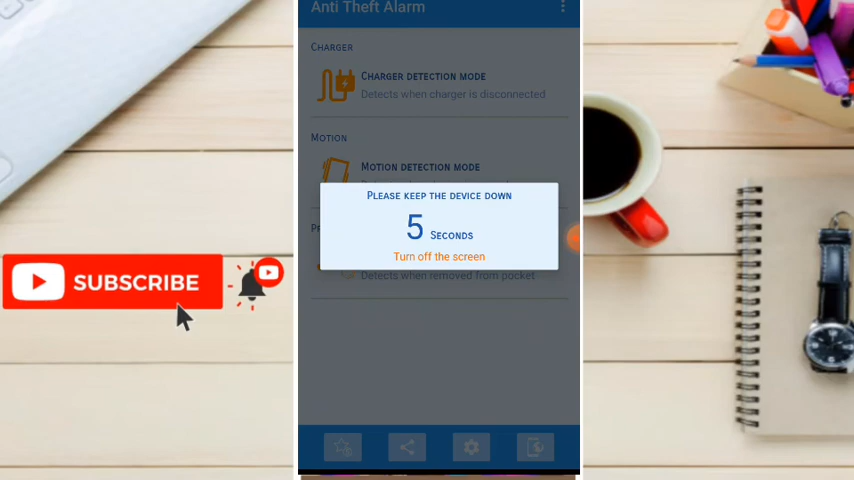 Anti Theft Alarm
CHARGER
CHARGER DETECTION MODE
Detects when charger is disconnected
MOTION
MOTION DETECTION MODE
PLEASE KEEP THE DEVICE DOWN
5 SECONDS
Turn off the screen
Detects when removed from pocket
SUBSCRIBE